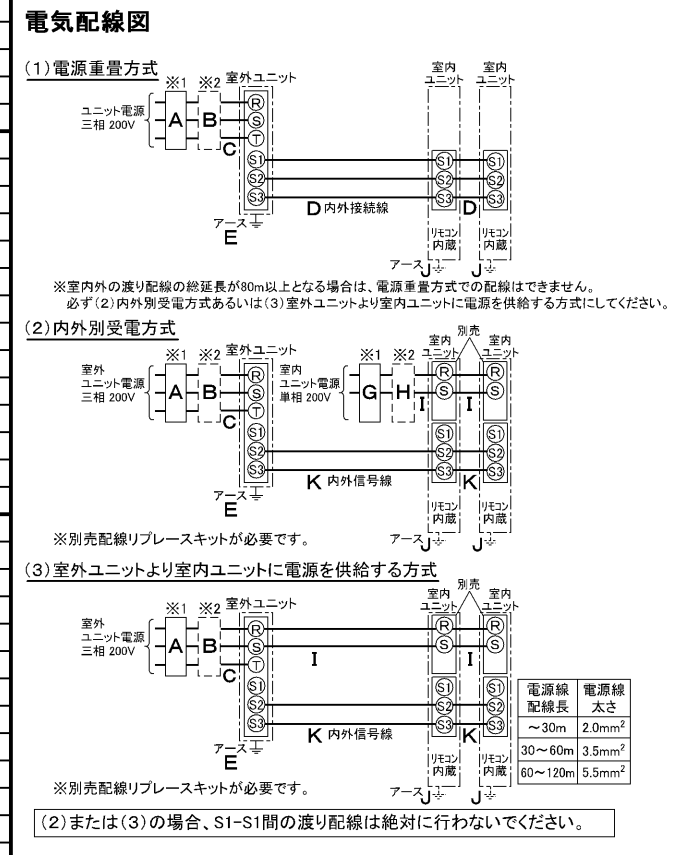 電気配線図
(1)電源重畳方式
※1 ※2 室外ユニット
室内
ユニット
室内
ユニット
ユニット電源
三相 200V
A B
R
S
T
C
S1
S2
S3
S1
S2
S3
S1
S2
S3
D 内外接続線
D
アース
E
リモコン
内蔵
リモコン
内蔵
アース J
J
※室内外の渡り配線の総延長が80m以上となる場合は、電源重畳方式での配線はできません。
必ず(2)内外別受電方式あるいは(3)室外ユニットより室内ユニットに電源を供給する方式にしてください。
(2)内外別受電方式
別売
※1 ※2 室外ユニット
※1 ※2
室内
ユニット
室内
ユニット
室外
ユニット電源
三相 200V
A B
R
S
T
C
S1
S2
S3
室内
ユニット電源
単相 200V
G H
I
I
R
S
S1
S2
S3
R
S
S1
S2
S3
K 内外信号線
K
アース
E
リモコン
内蔵
リモコン
内蔵
アース J
J
※別売配線リプレースキットが必要です。
(3)室外ユニットより室内ユニットに電源を供給する方式
別売
※1 ※2 室外ユニット
室内
ユニット
室内
ユニット
室外
ユニット電源
三相 200V
A B
R
S
T
C
S1
S2
S3
I
I
R
S
S1
S2
S3
R
S
S1
S2
S3
K 内外信号線
K
アース
E
リモコン
内蔵
リモコン
内蔵
アース J
J
電源線配線長 電源線太さ
~30m 2.0mm²
30~60m 3.5mm²
60~120m 5.5mm²
※別売配線リプレースキットが必要です。
(2)または(3)の場合、S1-S1間の渡り配線は絶対に行わないでください。